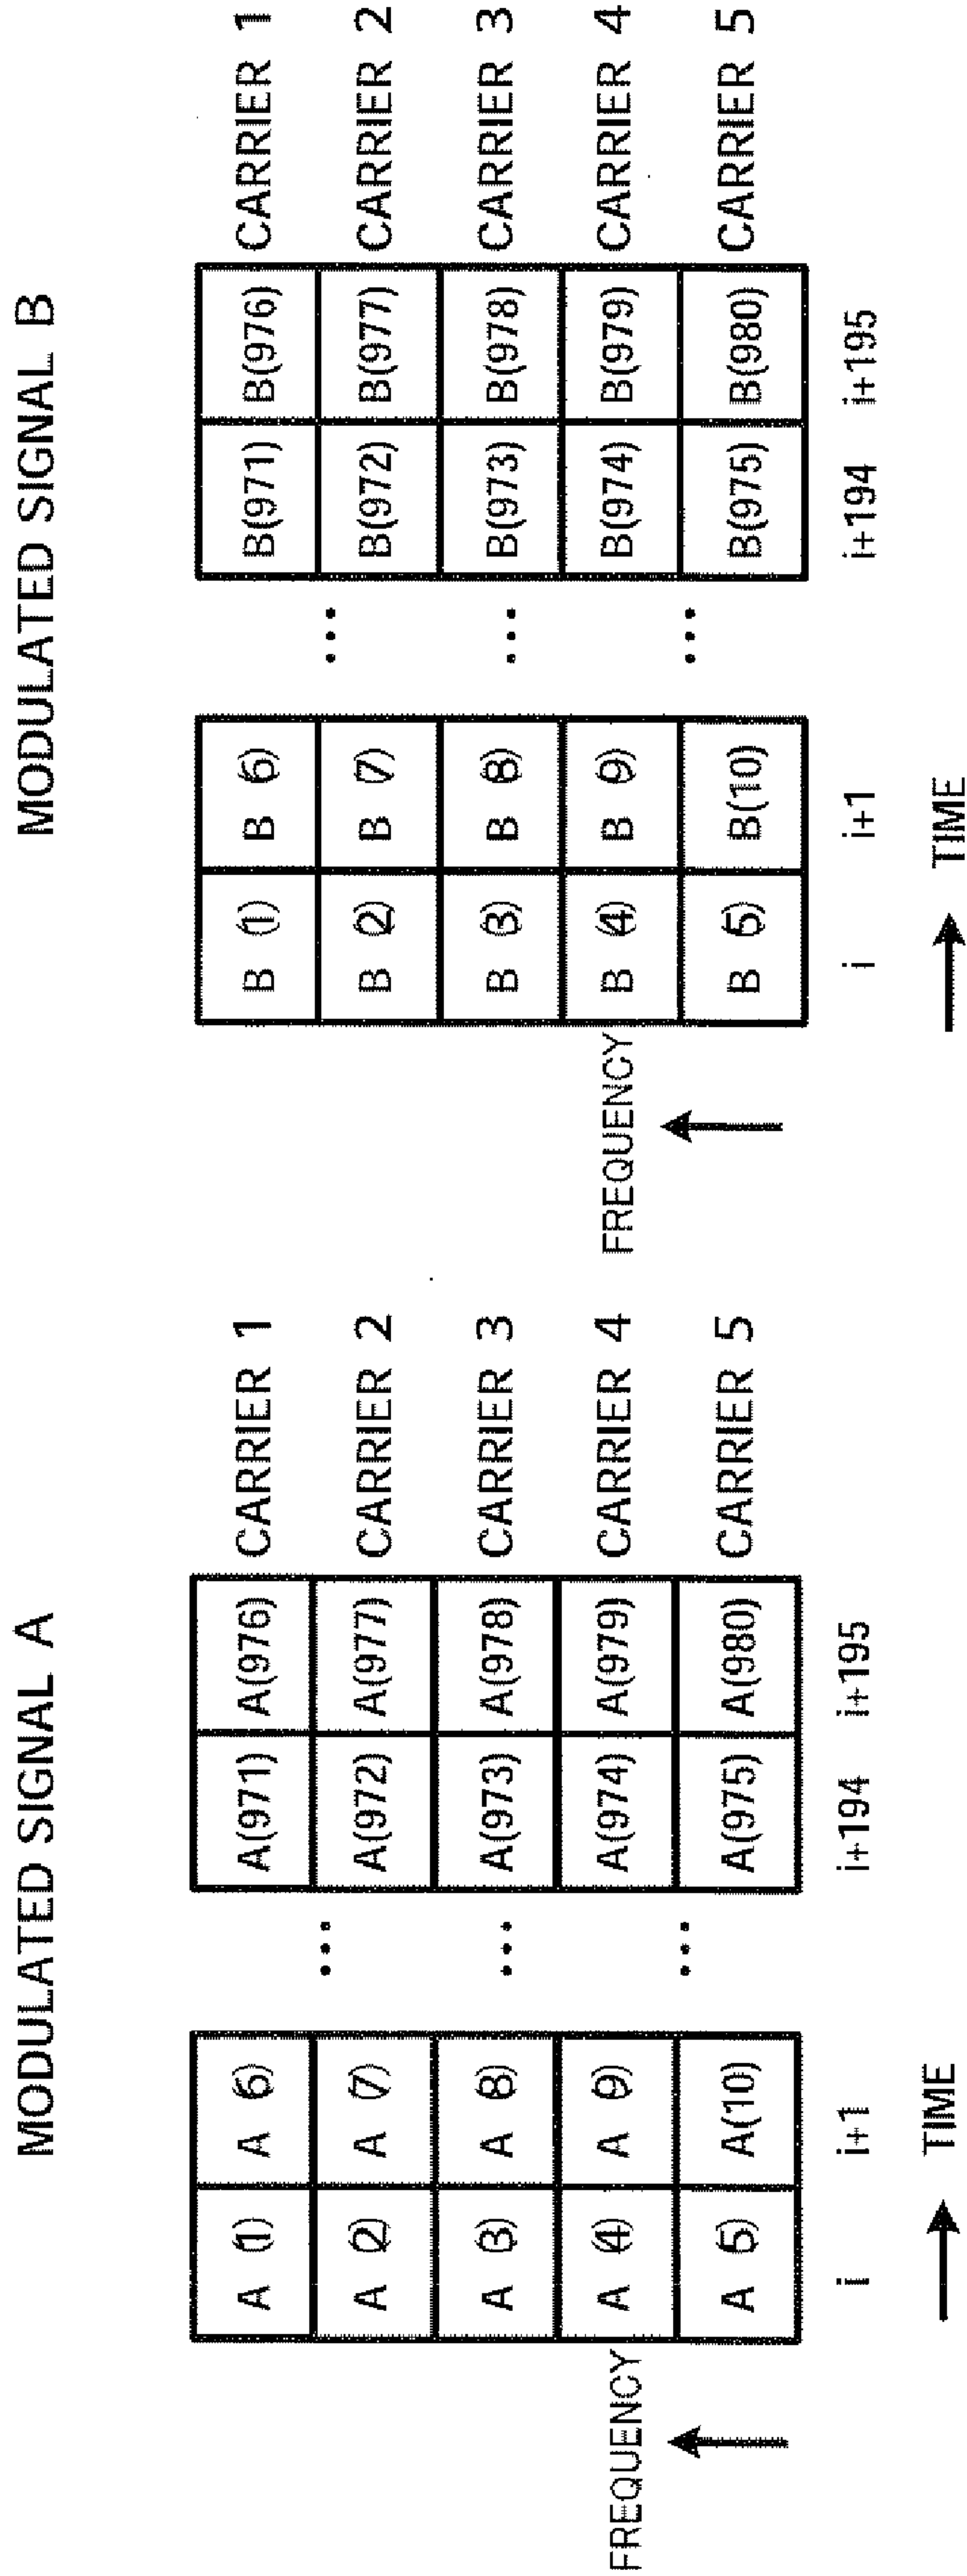 MODULATED SIGNAL A
A (1) A (6) A(971) A(976) CARRIER 1
A (2) A (7) A(972) A(977) CARRIER 2
A (3) A (8) A(973) A(978) CARRIER 3
A (4) A (9) A(974) A(979) CARRIER 4
A (5) A(10) A(975) A(980) CARRIER 5
... ... ...
FREQUENCY
i i+1 i+194 i+195
TIME
MODULATED SIGNAL B
B (1) B 6) B(971) B(976) CARRIER 1
B (2) B (7) B(972) B(977) CARRIER 2
B (3) B (8) B(973) B(978) CARRIER 3
B (4) B 9) B(974) B(979) CARRIER 4
B 5) B(10) B(975) B(980) CARRIER 5
... ... ...
FREQUENCY
i i+1 i+194 i+195
TIME